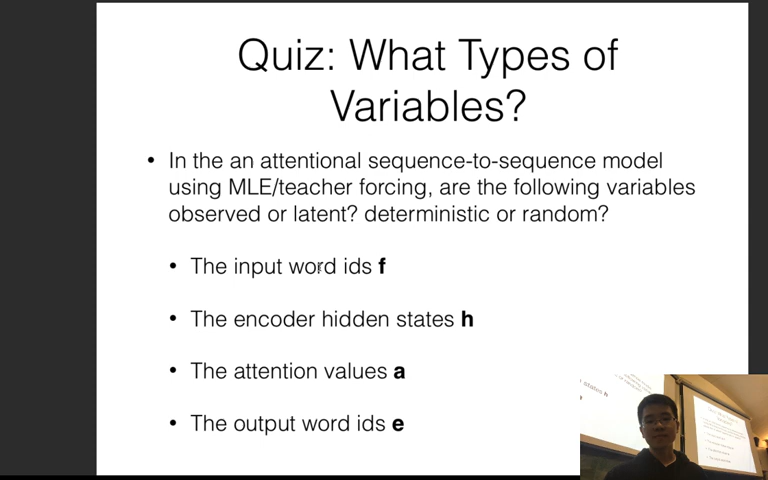 Quiz: What Types of
Variables?
• In the an attentional sequence-to-sequence model
using MLE/teacher forcing, are the following variables
observed or latent? deterministic or random?
• The input word ids f
• The encoder hidden states h
• The attention values a
• The output word ids e